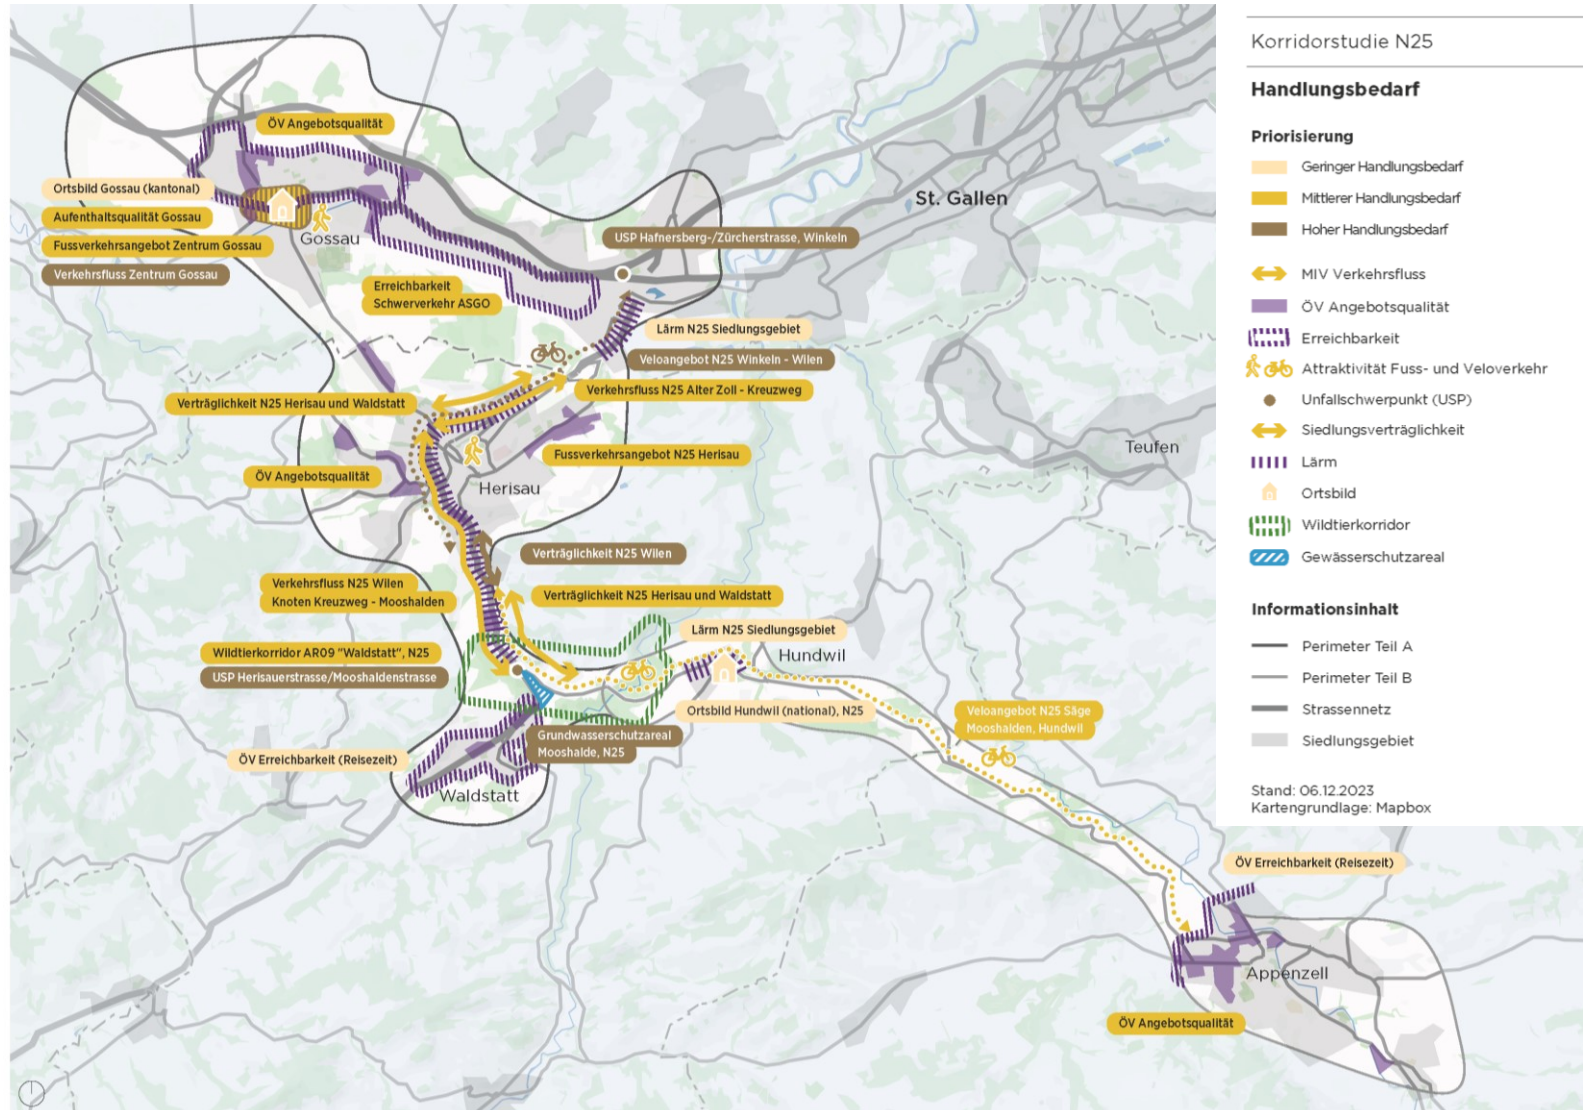 ÖV Angebotsqualität
Ortsbild Gossau (kantonal)
Aufenthaltsqualität Gossau
Fussverkehrsangebot Zentrum Gossau
Verkehrsfluss Zentrum Gossau
Gossau
Erreichbarkeit
Schwerverkehr ASGO
St. Gallen
USP Hafnersberg-/Zürcherstrasse, Winkeln
Lärm N25 Siedlungsgebiet
Veloangebot N25 Winkeln - Wilen
Verkehrsfluss N25 Alter Zoll - Kreuzweg
Verträglichkeit N25 Herisau und Waldstatt
Fussverkehrsangebot N25 Herisau
Teufen
ÖV Angebotsqualität
Herisau
Verträglichkeit N25 Wilen
Verkehrsfluss N25 Wilen
Knoten Kreuzweg - Mooshalden
Verträglichkeit N25 Herisau und Waldstatt
Lärm N25 Siedlungsgebiet
Hundwil
Wildtierkorridor AR09 "Waldstatt", N25
USP Herisauerstrasse/Mooshaldenstrasse
Ortsbild Hundwil (national), N25
Veloangebot N25 Säge
Mooshalden, Hundwil
Grundwasserschutzareal
Mooshalde, N25
ÖV Erreichbarkeit (Reisezeit)
Waldstatt
ÖV Erreichbarkeit (Reisezeit)
Appenzell
ÖV Angebotsqualität
Korridorstudie N25
Handlungsbedarf
Priorisierung
Geringer Handlungsbedarf
Mittlerer Handlungsbedarf
Hoher Handlungsbedarf
MIV Verkehrsfluss
ÖV Angebotsqualität
Erreichbarkeit
Attraktivität Fuss- und Veloverkehr
Unfallschwerpunkt (USP)
Siedlungsverträglichkeit
Lärm
Ortsbild
Wildtierkorridor
Gewässerschutzareal
Informationsinhalt
Perimeter Teil A
Perimeter Teil B
Strassennetz
Siedlungsgebiet
Stand: 06.12.2023
Kartengrundlage: Mapbox